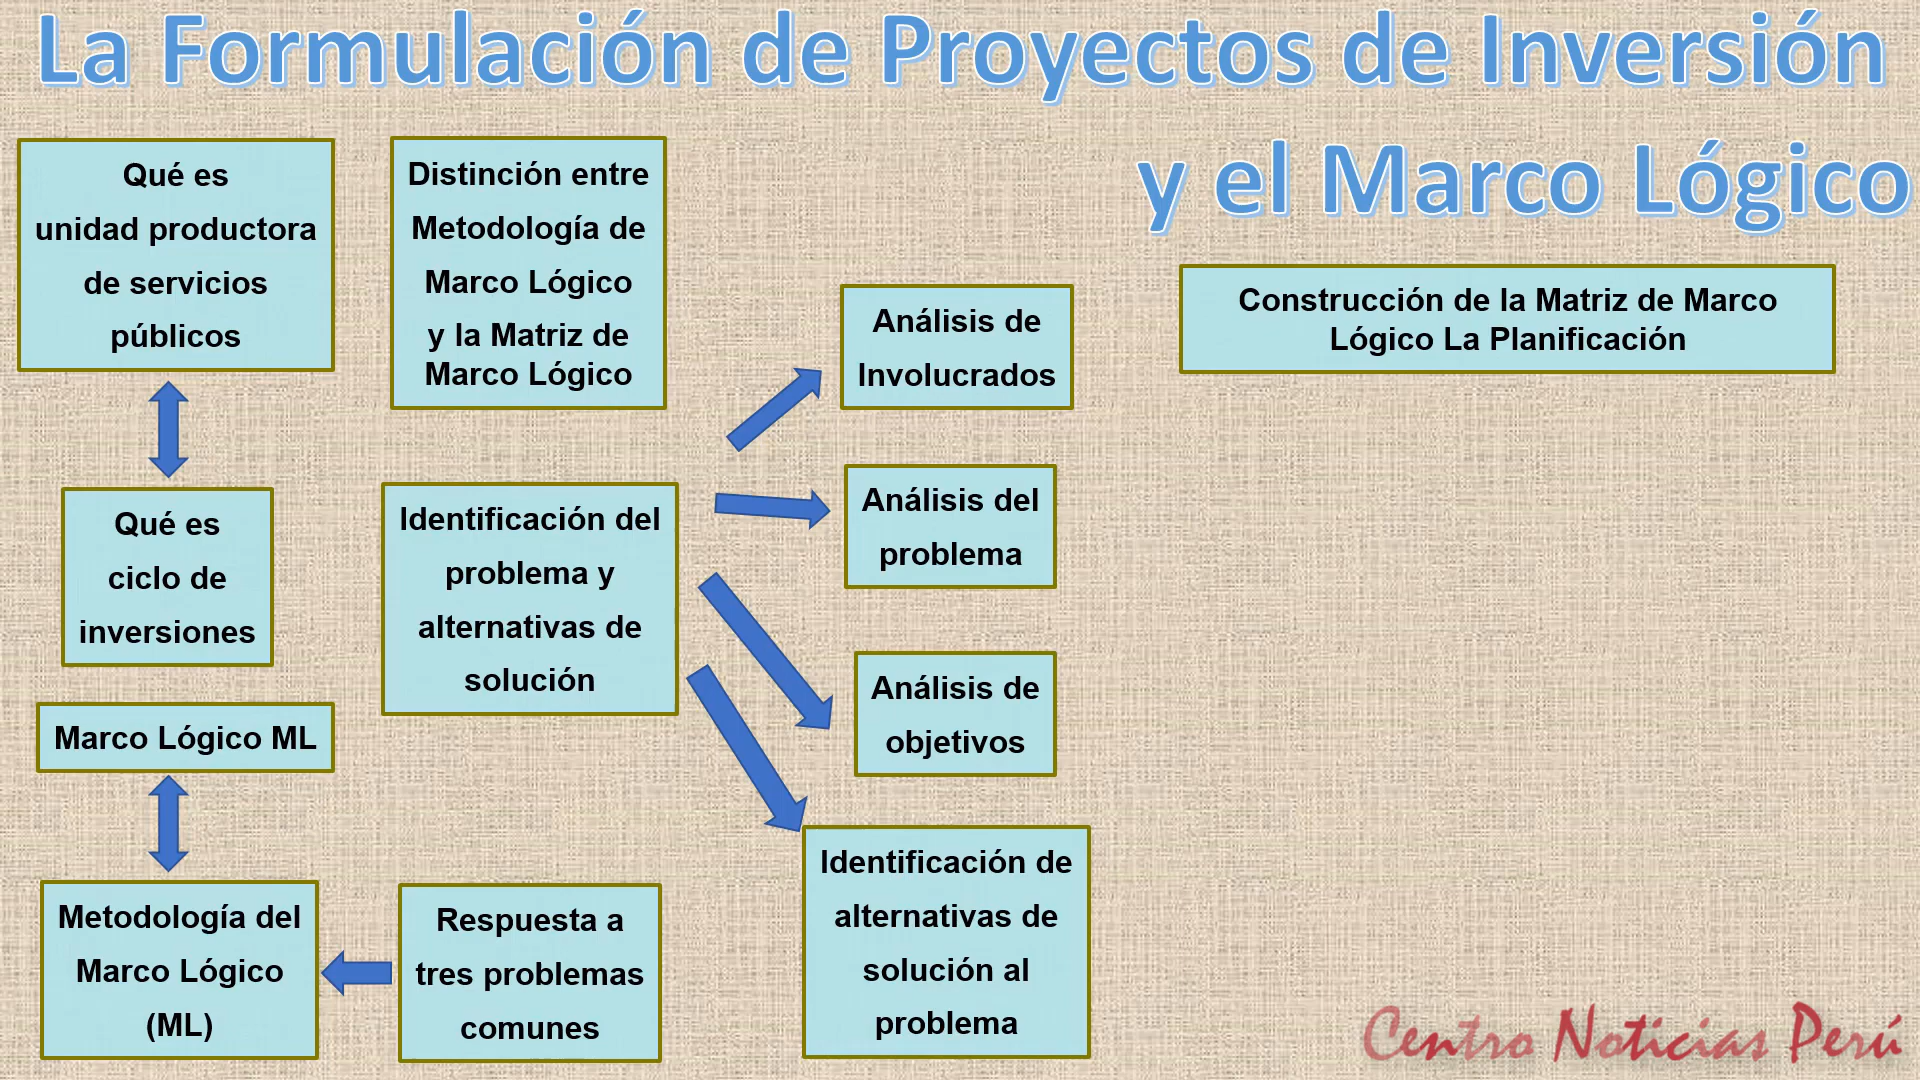 La Formulación de Proyectos de Inversión
y el Marco Lógico
Qué es
unidad productora
de servicios
públicos
Qué es
ciclo de
inversiones
Marco Lógico ML
Metodología del
Marco Lógico
(ML)
Distinción entre
Metodología de
Marco Lógico
y la Matriz de
Marco Lógico
Identificación del
problema y
alternativas de
solución
Respuesta a
tres problemas
comunes
Análisis de
Involucrados
Análisis del
problema
Análisis de
objetivos
Identificación de
alternativas de
solución al
problema
Construcción de la Matriz de Marco
Lógico La Planificación
Centro Noticias Perú